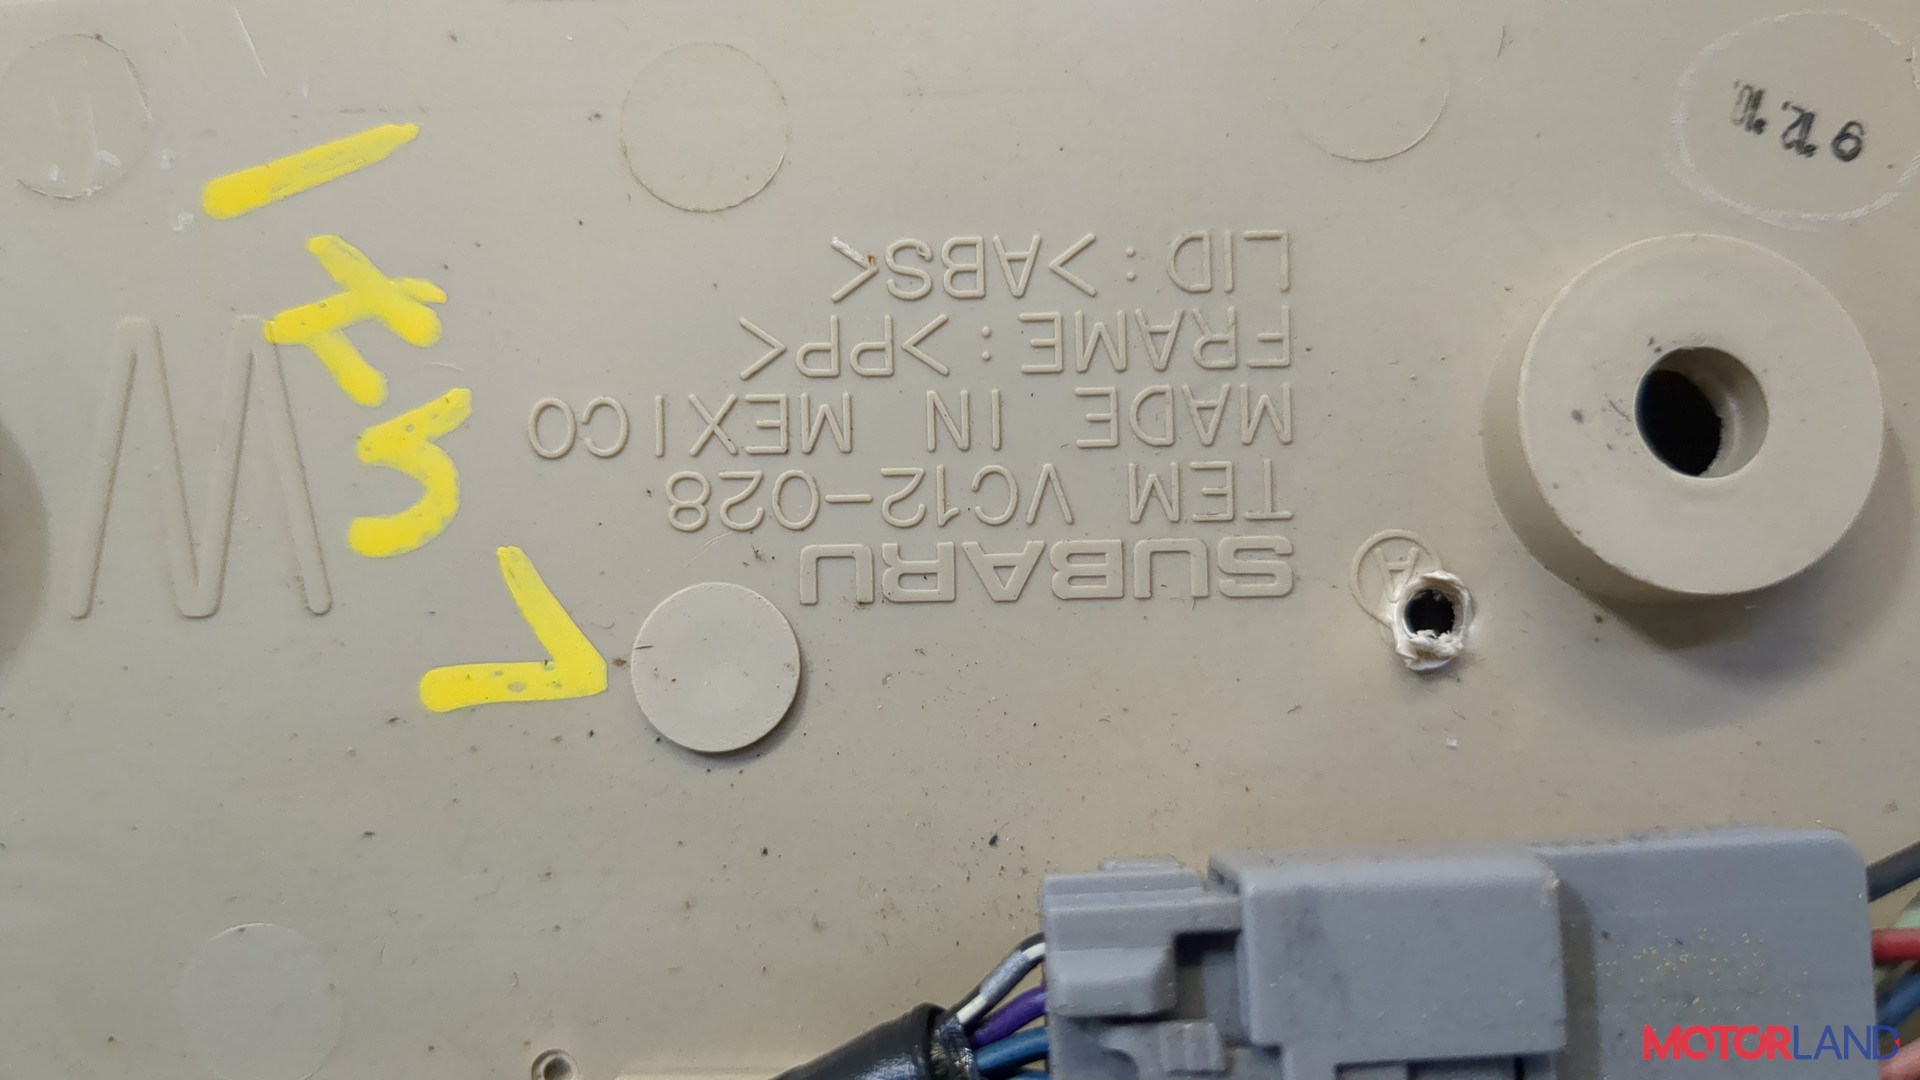 SUBARU
TEM VC12-028
MADE IN MEXICO
FRAME : >PP<
LID : >ABS<
A
W
MOTORLAND